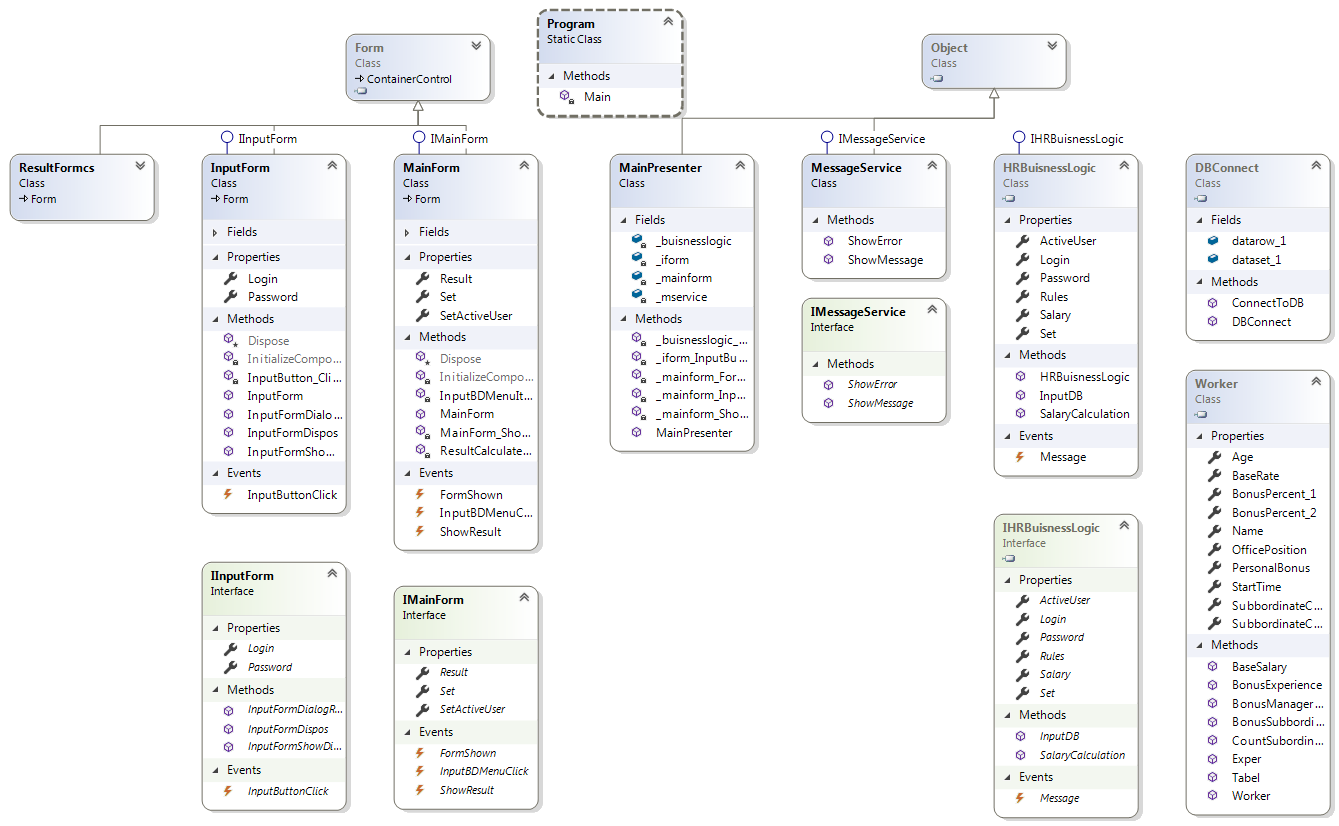 Form
Class
ContainerControl
Program
Static Class
Methods
Main
Object
Class
IInputForm
IMainForm
IMessageService
IHRBuisnessLogic
ResultFormcs
Class
Form
InputForm
Class
Form
Fields
Properties
Login
Password
Methods
Dispose
InitializeCompo...
InputButton_Cli...
InputForm
InputFormDialo...
InputFormDispos
InputFormSho...
Events
InputButtonClick
MainForm
Class
Form
Fields
Properties
Result
Set
SetActiveUser
Methods
Dispose
InitializeCompo...
InputBDMenuIt...
MainForm
MainForm_Sho...
ResultCalculate...
Events
FormShown
InputBDMenuC...
ShowResult
MainPresenter
Class
Fields
_buisnesslogic
_iform
_mainform
_mservice
Methods
_buisnesslogic_...
_iform_InputBu...
_mainform_For...
_mainform_Inp...
_mainform_Sho...
MainPresenter
MessageService
Class
Methods
ShowError
ShowMessage
IMessageService
Interface
Methods
ShowError
ShowMessage
HRBuisnessLogic
Class
Properties
ActiveUser
Login
Password
Rules
Salary
Set
Methods
HRBuisnessLogic
InputDB
SalaryCalculation
Events
Message
DBConnect
Class
Fields
datarow_1
dataset_1
Methods
ConnectToDB
DBConnect
Worker
Class
Properties
Age
BaseRate
BonusPercent_1
BonusPercent_2
Name
OfficePosition
PersonalBonus
StartTime
SubbordinateC...
SubbordinateC...
Methods
BaseSalary
BonusExperience
BonusManager...
BonusSubbordi...
CountSubordin...
Exper
Tabel
Worker
IInputForm
Interface
Properties
Login
Password
Methods
InputFormDialogR...
InputFormDispos
InputFormShowDi...
Events
InputButtonClick
IMainForm
Interface
Properties
Result
Set
SetActiveUser
Events
FormShown
InputBDMenuClick
ShowResult
IHRBuisnessLogic
Interface
Properties
ActiveUser
Login
Password
Rules
Salary
Set
Methods
InputDB
SalaryCalculation
Events
Message